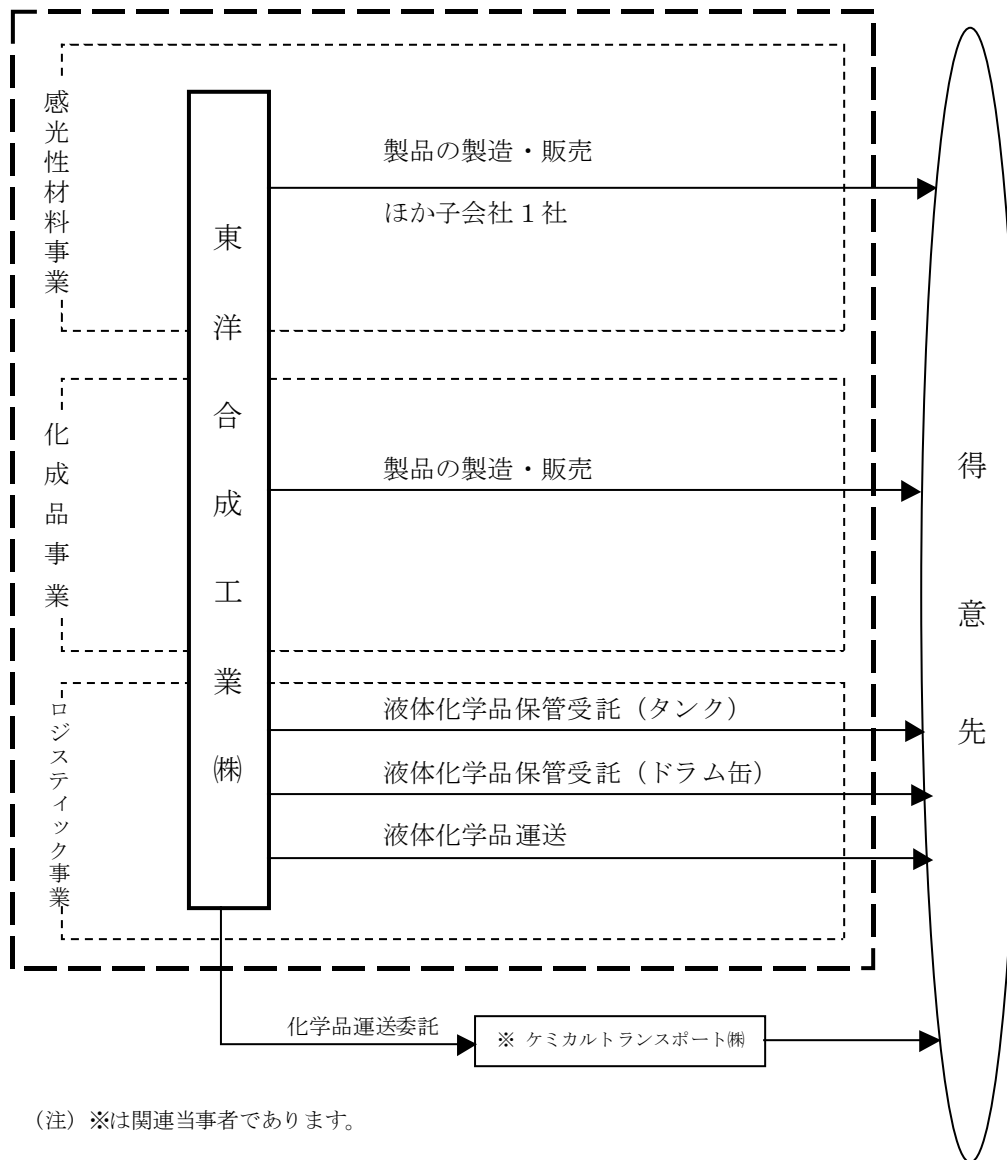 感光性材料事業
東洋合成工業㈱
製品の製造・販売
ほか子会社１社
化成品事業
製品の製造・販売
ロジスティック事業
液体化学品保管受託（タンク）
液体化学品保管受託（ドラム缶）
液体化学品運送
得意先
化学品運送委託
※ ケミカルトランスポート㈱
（注）※は関連当事者であります。